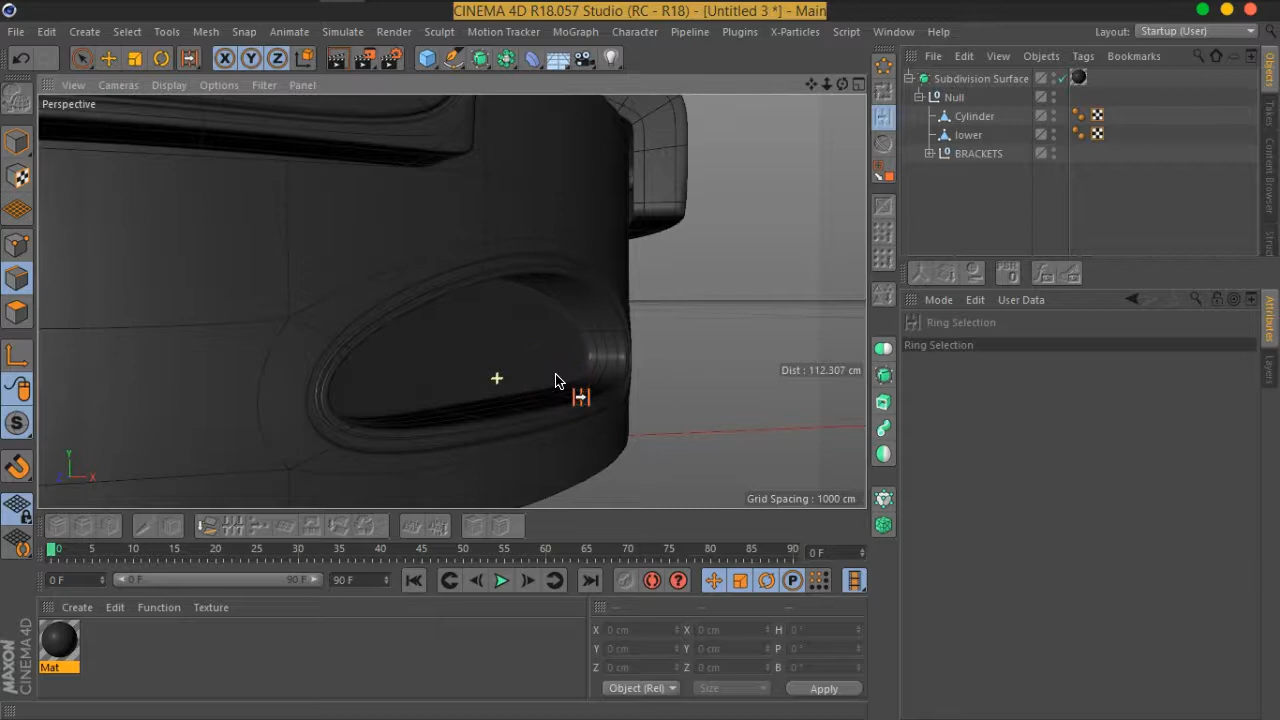 CINEMA 4D R18.057 Studio (RC - R18) - [Untitled 3 *] - Main
File Edit Create Select Tools Mesh Snap Animate Simulate Render Sculpt Motion Tracker MoGraph Character Pipeline Plugins X-Particles Script Window Help Layout: Startup (User)
X Y Z
File Edit View Objects Tags Bookmarks
View Cameras Display Options Filter Panel
Perspective
Subdivision Surface
Null
Cylinder
lower
BRACKETS
Objects
Takes
Content Browser
Mode Edit User Data
Ring Selection
Ring Selection
Attributes
Layers
Dist : 112.307 cm
Y
Z X
Grid Spacing : 1000 cm
0 5 10 15 20 25 30 35 40 45 50 55 60 65 70 75 80 85 90 0 F
0 F 0 F 90 F 90 F
P
Create Edit Function Texture
Mat
X 0 cm X 0 cm H 0 °
Y 0 cm Y 0 cm P 0 °
Z 0 cm Z 0 cm B 0 °
Object (Rel) Size Apply
MAXON
CINEMA 4D